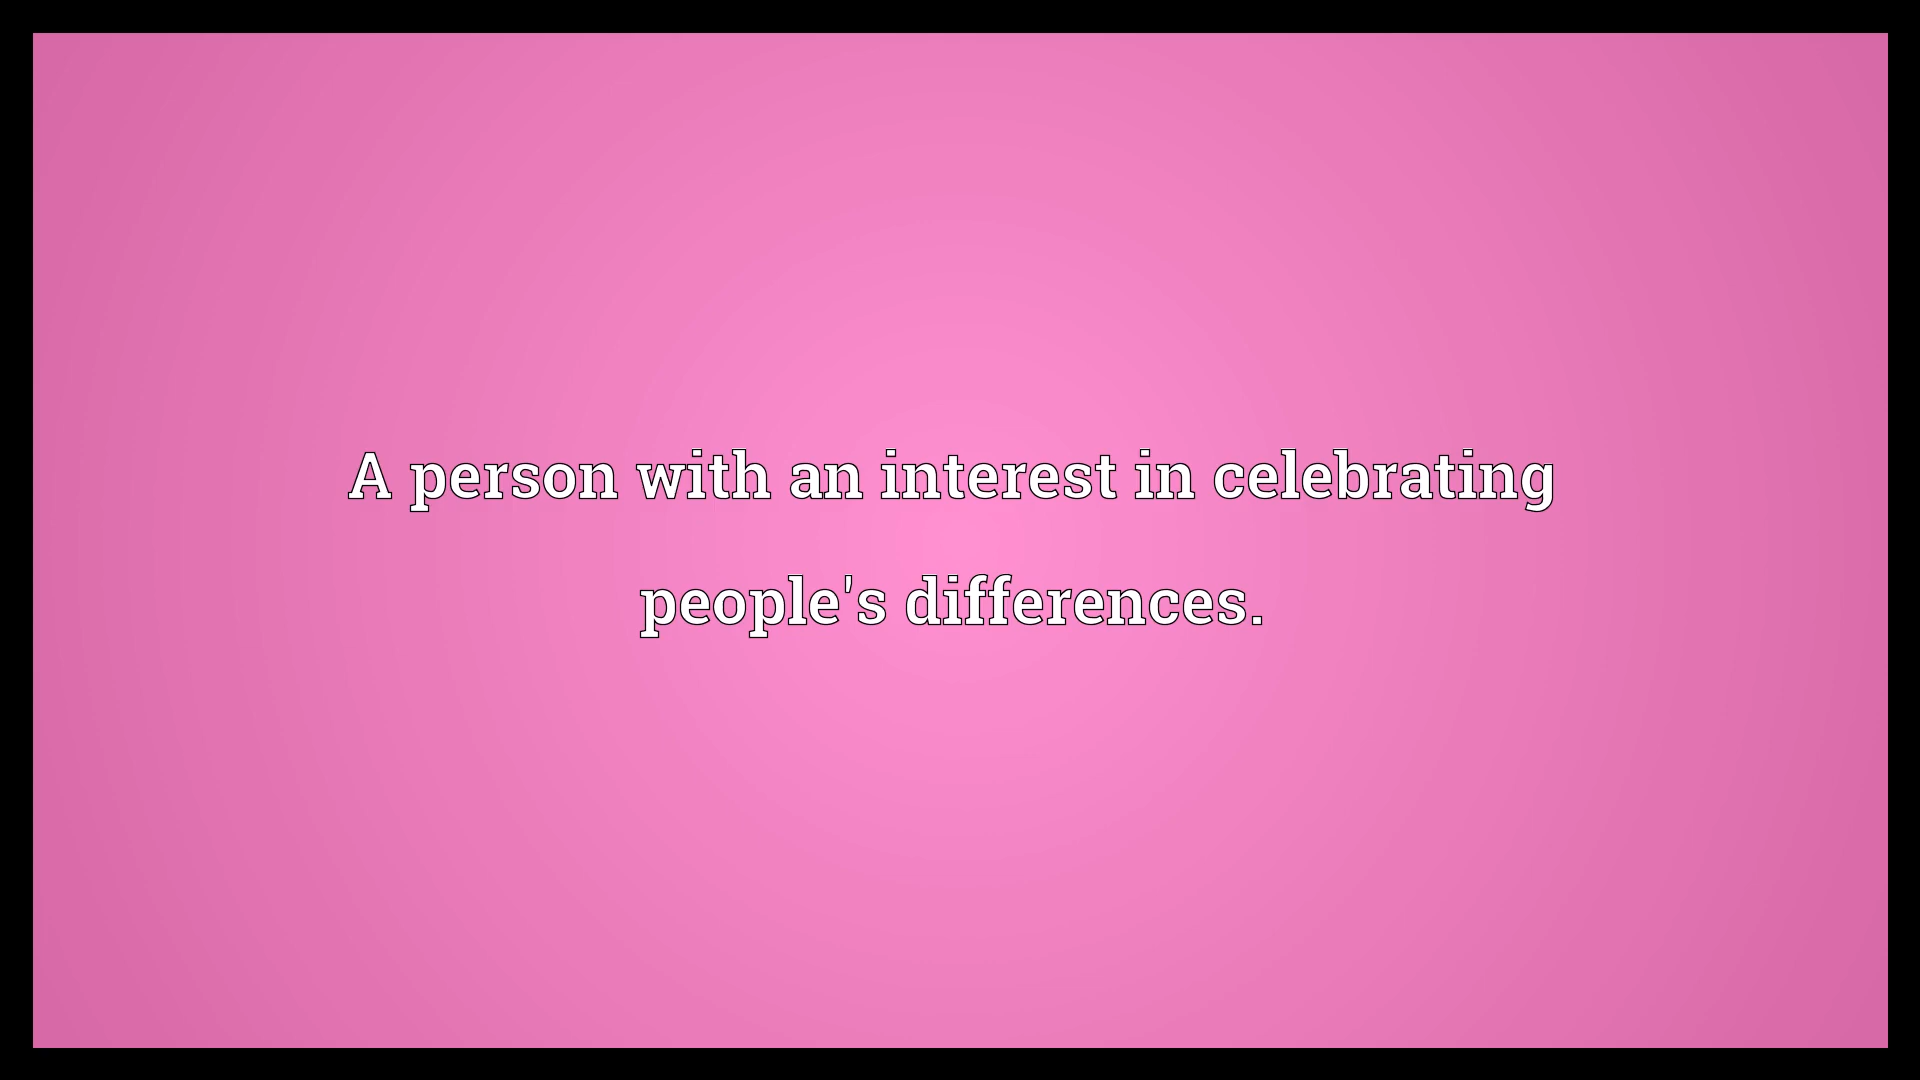 A person with an interest in celebrating
people's differences.